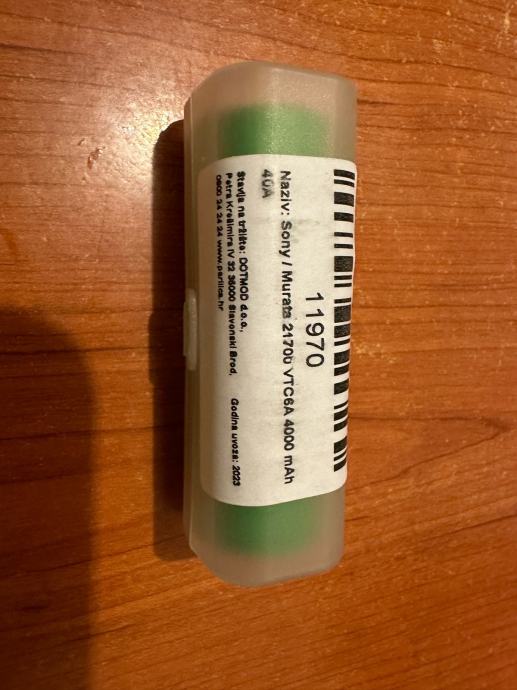 11970
Naziv: Sony / Murata 21700 VTC6A 4000 mAh
40A
Stavlja na tržište: DOTMOD d.o.o.,
Petra Krešimira IV 32 35000 Slavonski Brod,
0800 24 24 24 www.parilica.hr
Godina uvoza: 2023